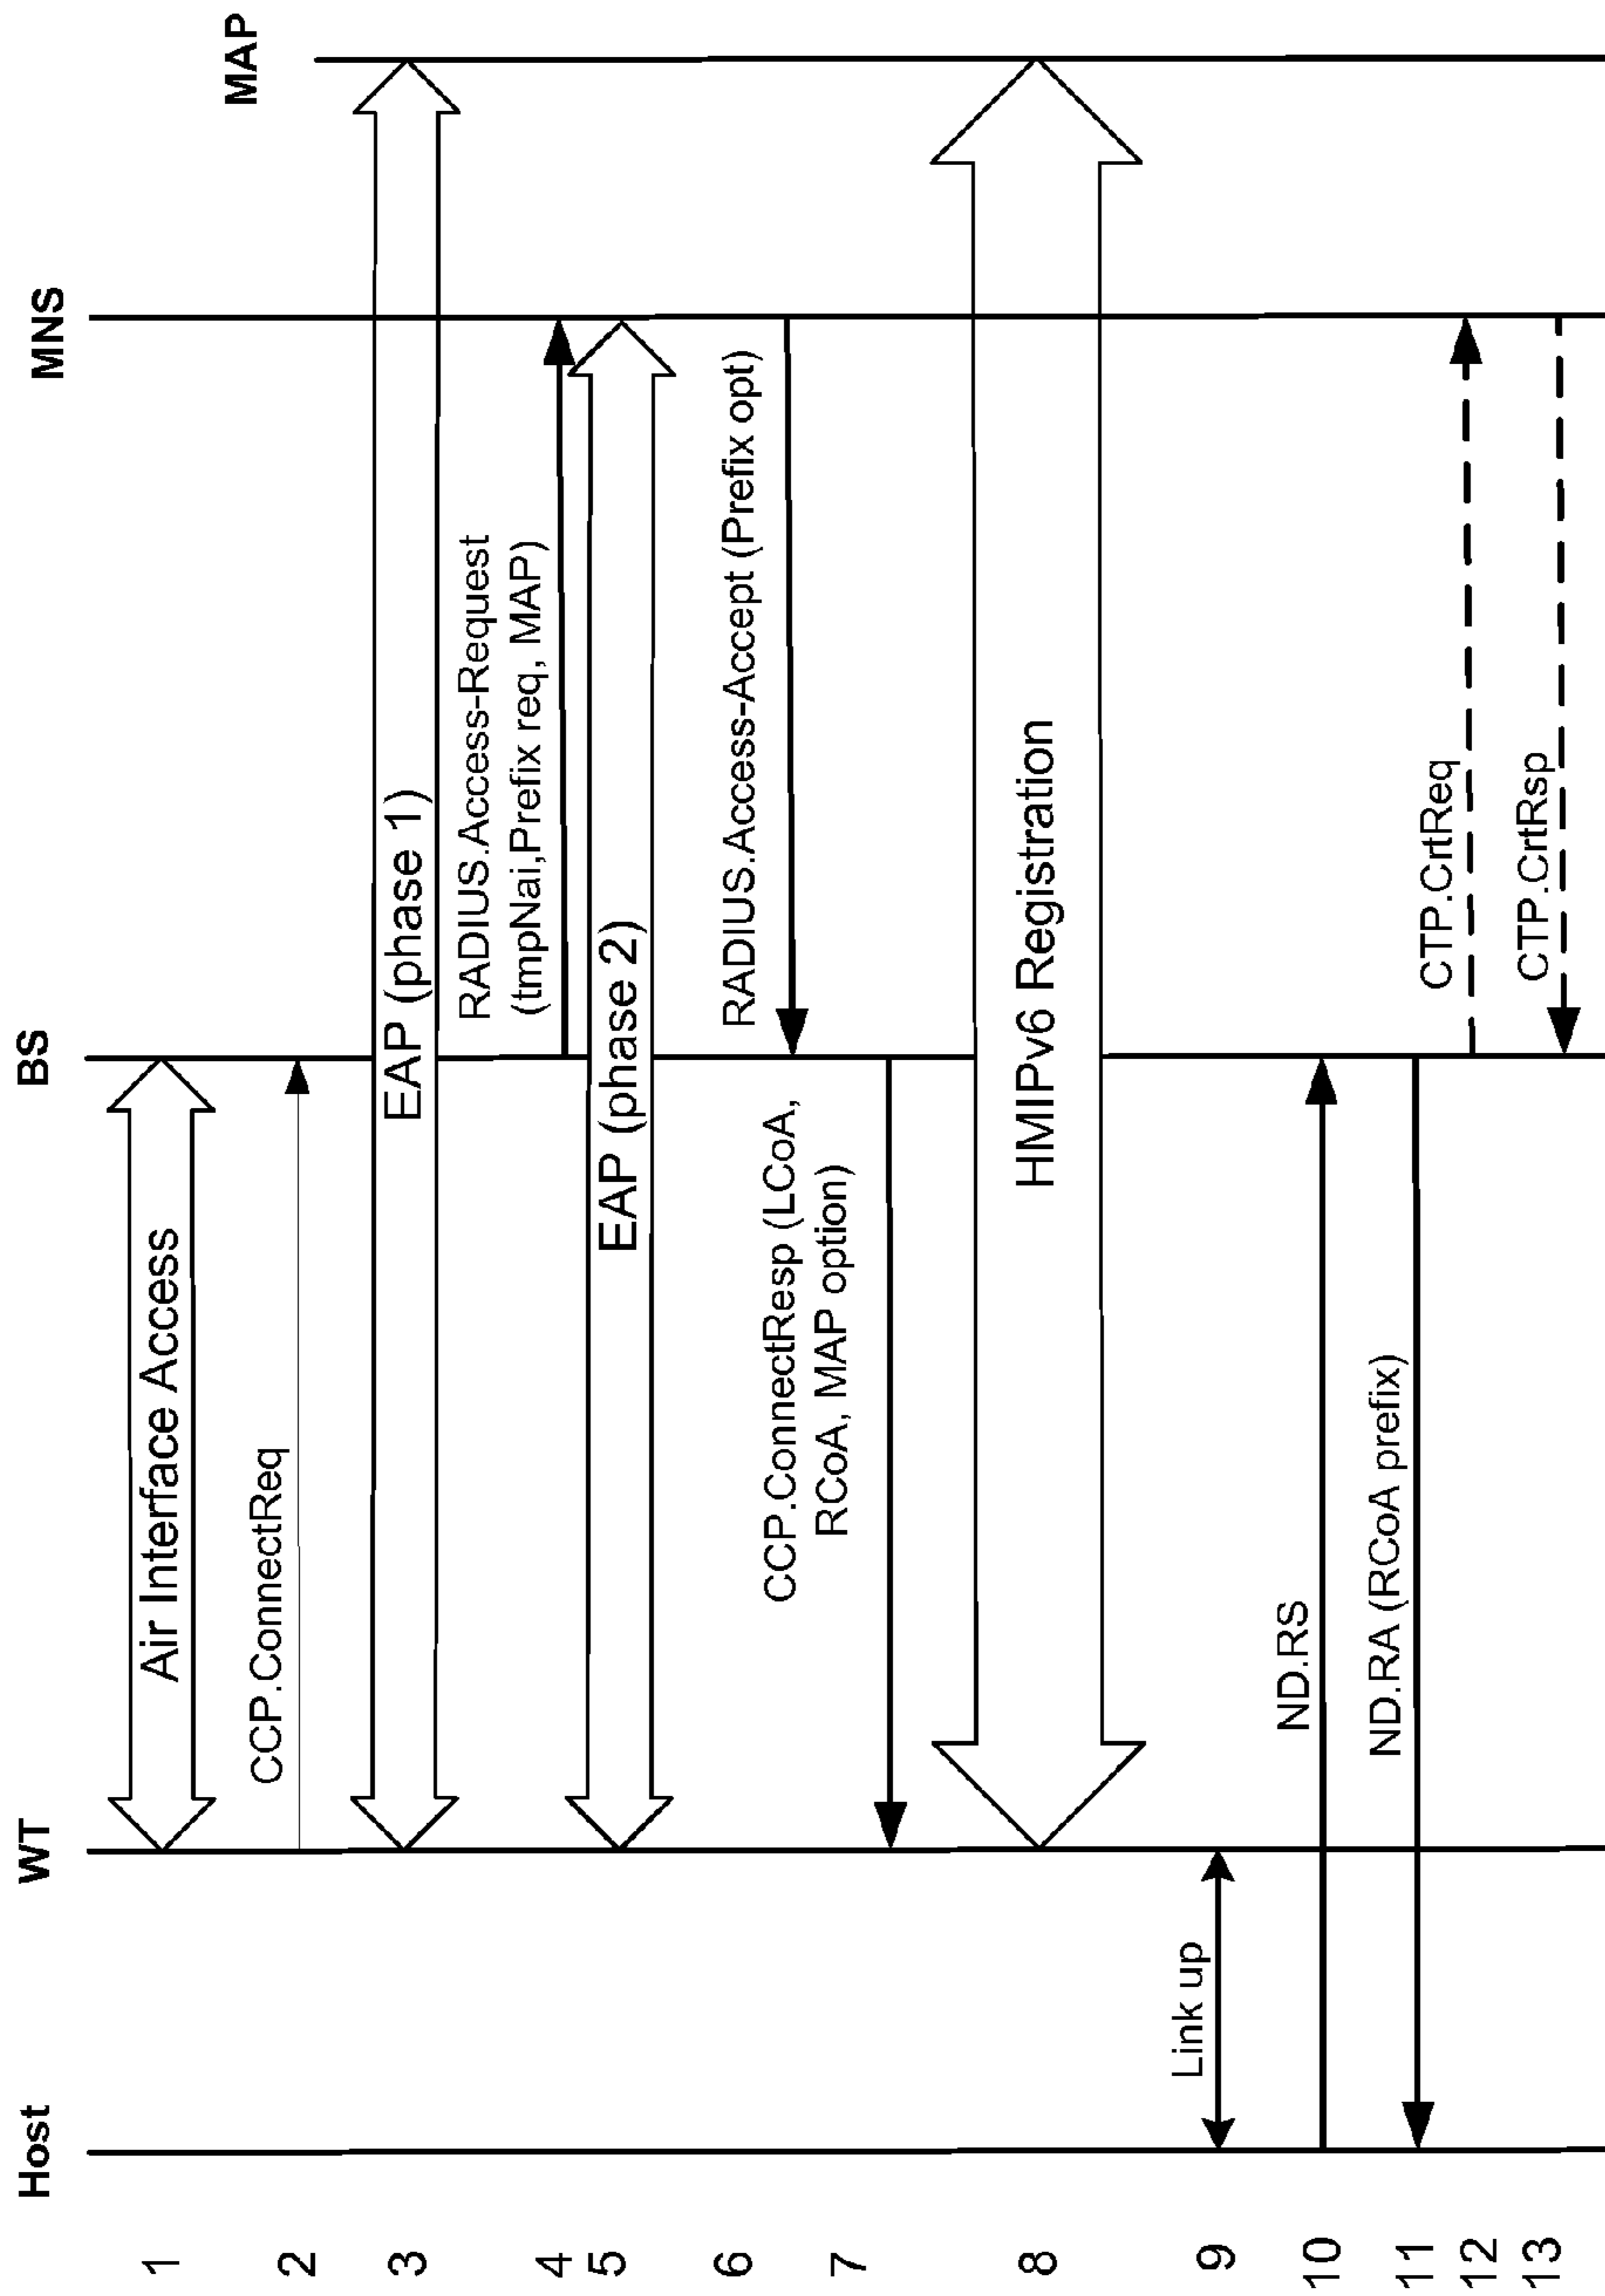 Host
WT
BS
MNS
MAP
1
Air Interface Access
2
CCP.ConnectReq
3
EAP (phase 1)
4
RADIUS.Access-Request
(tmpNai,Prefix req, MAP)
5
EAP (phase 2)
6
RADIUS.Access-Accept (Prefix opt)
7
CCP.ConnectResp (LCoA,
RCoA, MAP option)
8
HMIPv6 Registration
9
Link up
10
ND.RS
11
ND.RA (RCoA prefix)
12
CTP.CrtReq
13
CTP.CrtRsp